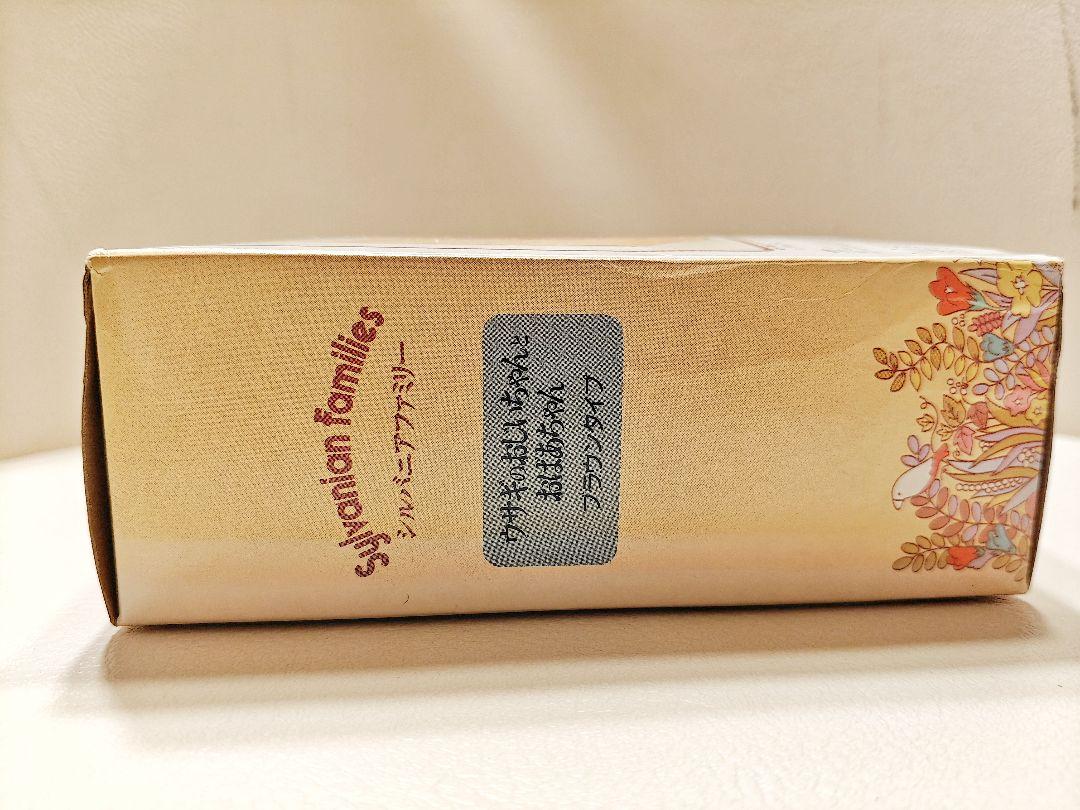 sylvanian families
シルバニアファミリー
ウサギのおじいちゃんと
おばあちゃん
ブラウンタイプ